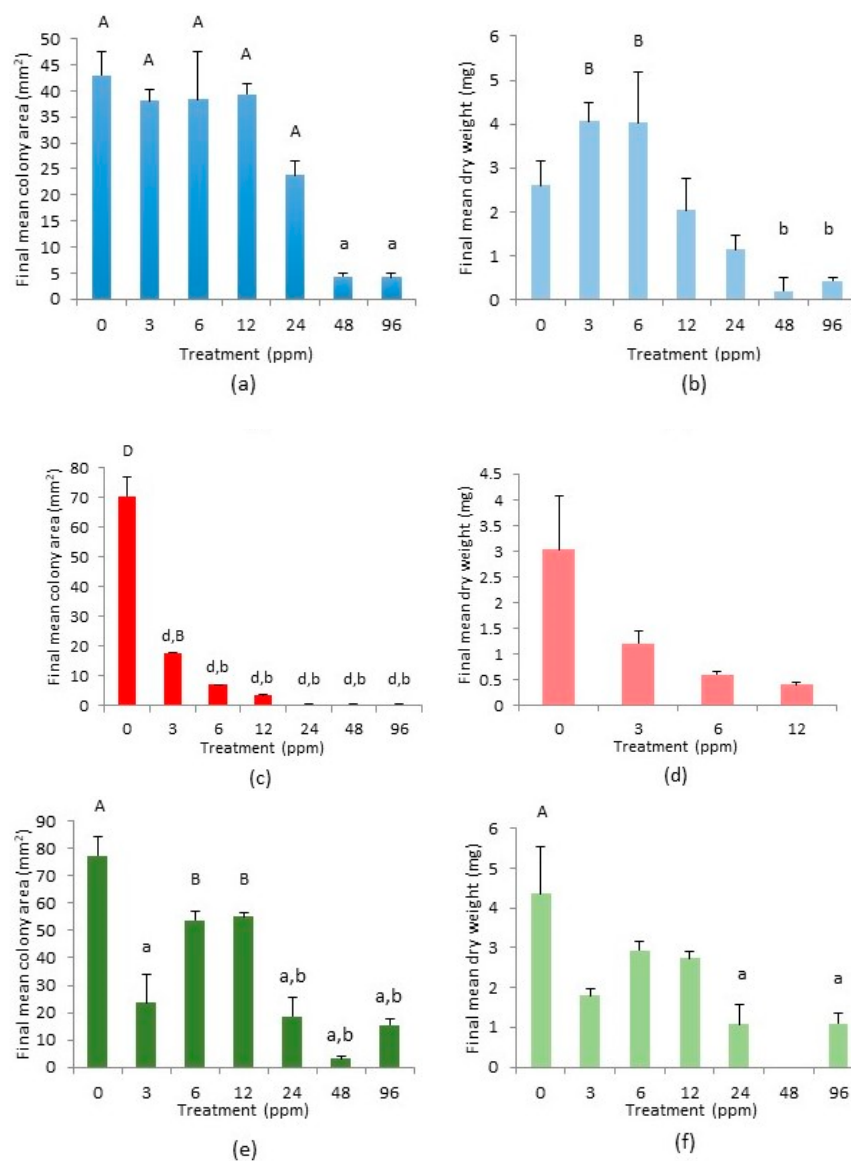 A
A
A
A
A
a
a
50
45
40
35
30
25
20
15
10
5
0
Final mean colony area (mm²)
0 3 6 12 24 48 96
Treatment (ppm)
(a)
B
B
b
b
6
5
4
3
2
1
0
Final mean dry weight (mg)
0 3 6 12 24 48 96
Treatment (ppm)
(b)
D
d,B
d,b
d,b
d,b
d,b
d,b
80
70
60
50
40
30
20
10
0
Final mean colony area (mm²)
0 3 6 12 24 48 96
Treatment (ppm)
(c)
4.5
4
3.5
3
2.5
2
1.5
1
0.5
0
Final mean dry weight (mg)
0 3 6 12
Treatment (ppm)
(d)
A
a
B
B
a,b
a,b
a,b
90
80
70
60
50
40
30
20
10
0
Final mean colony area (mm²)
0 3 6 12 24 48 96
Treatment (ppm)
(e)
A
a
a
6
5
4
3
2
1
0
Final mean dry weight (mg)
0 3 6 12 24 48 96
Treatment (ppm)
(f)